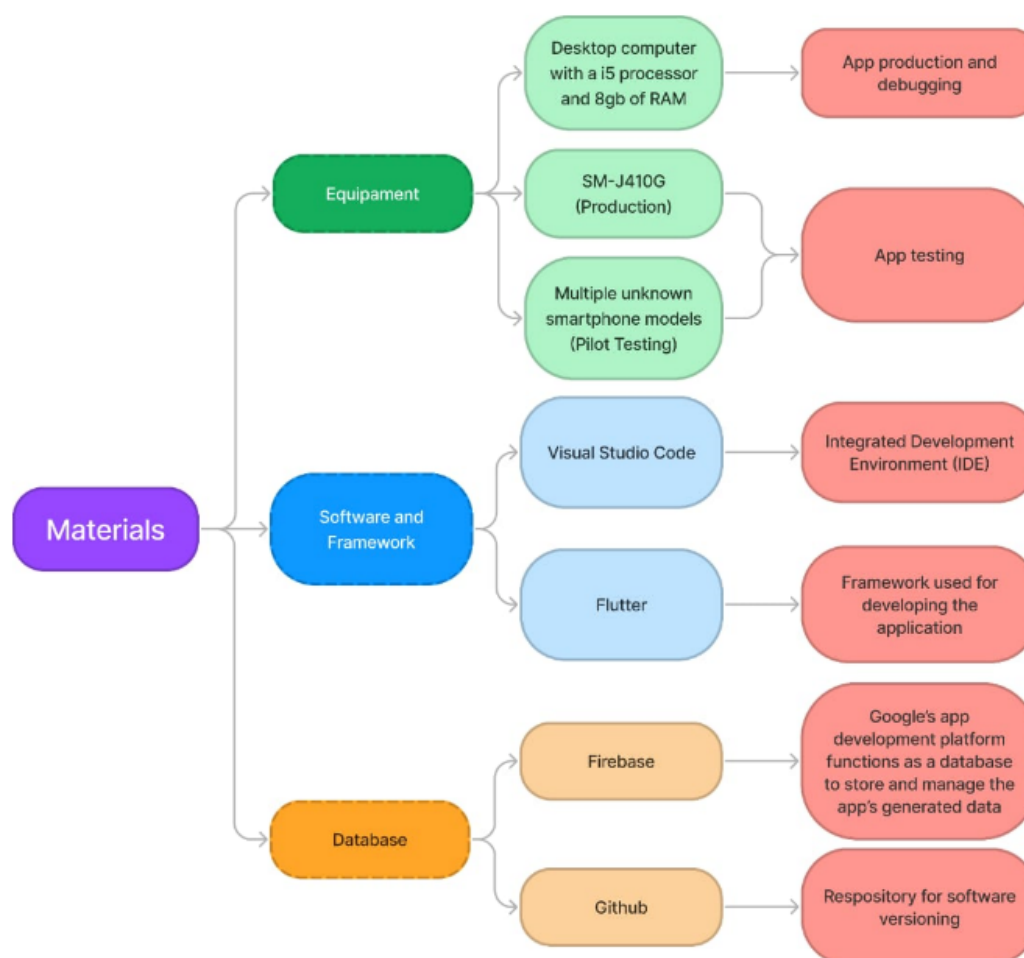 Desktop computer
with a i5 processor
and 8gb of RAM
App production and
debugging
Equipament
SM-J410G
(Production)
App testing
Multiple unknown
smartphone models
(Pilot Testing)
Materials
Software and
Framework
Visual Studio Code
Integrated Development
Environment (IDE)
Flutter
Framework used for
developing the
application
Database
Firebase
Google's app
development platform
functions as a database
to store and manage the
app's generated data
Github
Respository for software
versioning